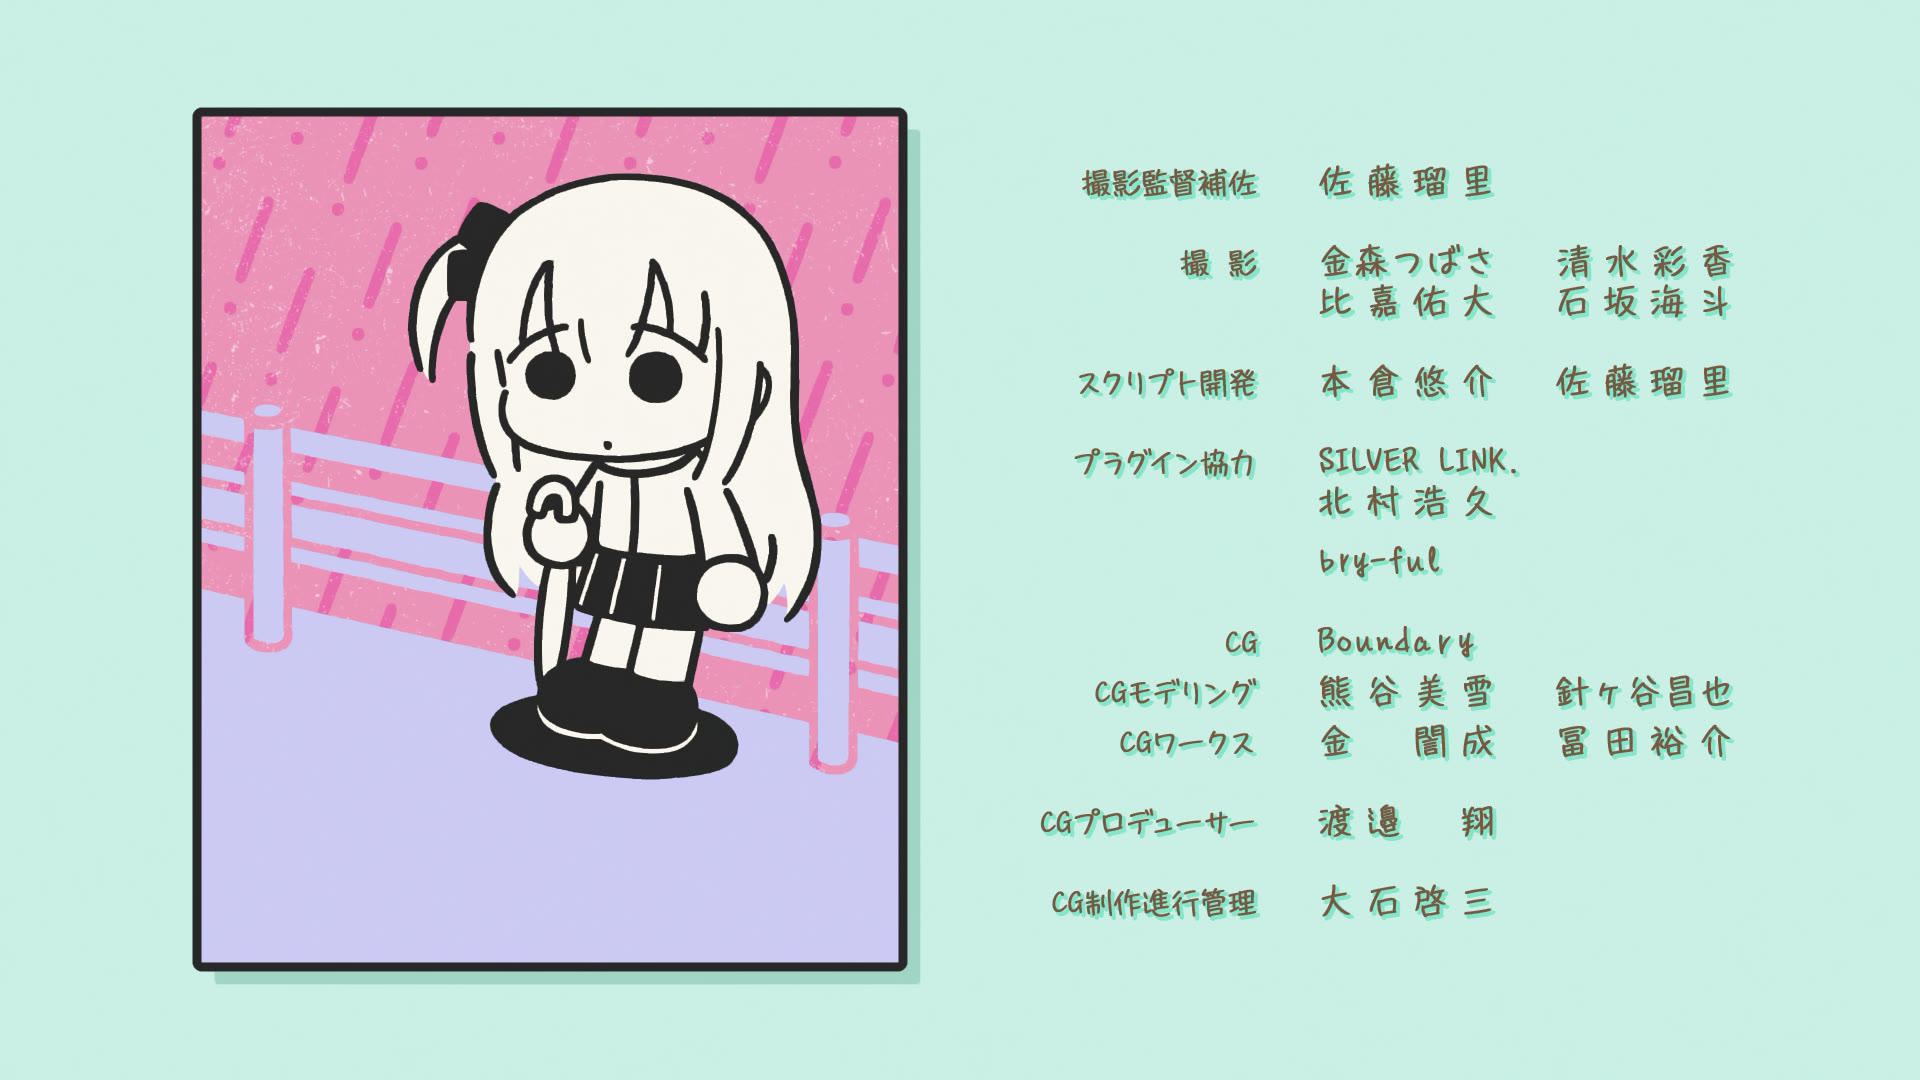 撮影監督補佐 佐藤瑠里
撮影 金森つばさ 清水彩香
比嘉佑大 石坂海斗
スクリプト開発 本倉悠介 佐藤瑠里
プラグイン協力 SILVER LINK.
北村浩久
bry-ful
CG Boundary
CGモデリング 熊谷美雪 針ヶ谷昌也
CGワークス 金 誾成 冨田裕介
CGプロデューサー 渡邉 翔
CG制作進行管理 大石啓三